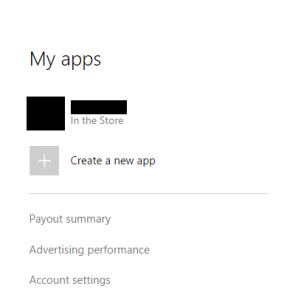 My apps
In the Store
Create a new app
Payout summary
Advertising performance
Account settings